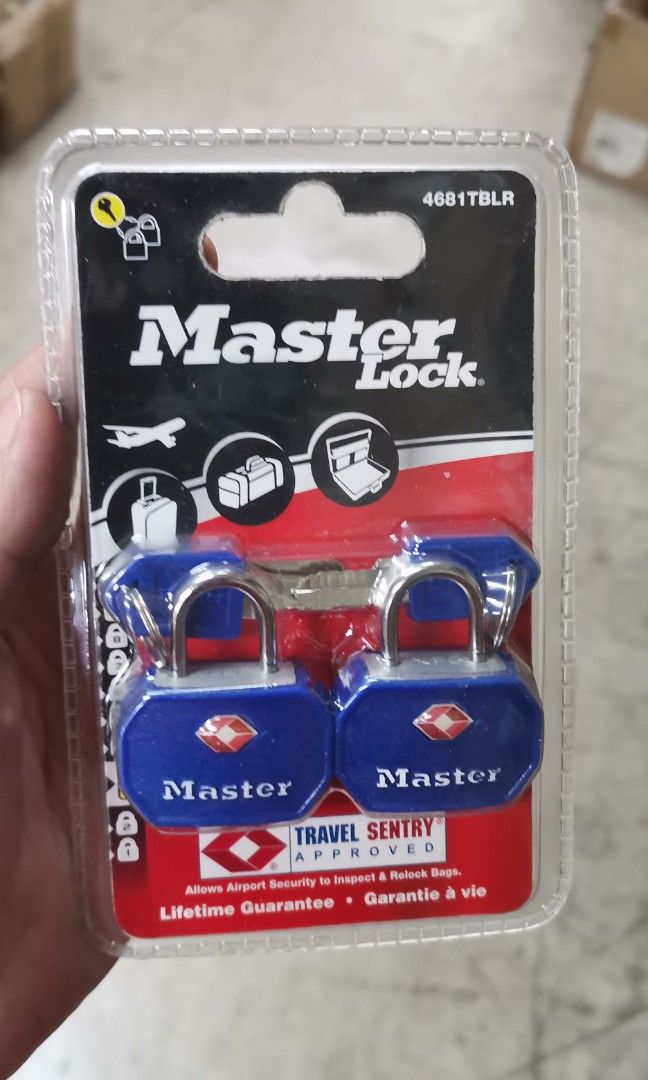 4681TBLR
Master
Lock®
Master
Master
TRAVEL SENTRY®
APPROVED
Allows Airport Security to Inspect & Relock Bags.
Lifetime Guarantee • Garantie à vie